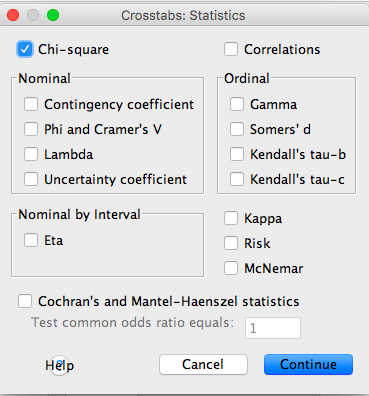 Crosstabs: Statistics
Chi-square
Correlations
Nominal
Contingency coefficient
Phi and Cramer's V
Lambda
Uncertainty coefficient
Ordinal
Gamma
Somers' d
Kendall's tau-b
Kendall's tau-c
Nominal by Interval
Eta
Kappa
Risk
McNemar
Cochran's and Mantel-Haenszel statistics
Test common odds ratio equals: 1
Help Cancel Continue